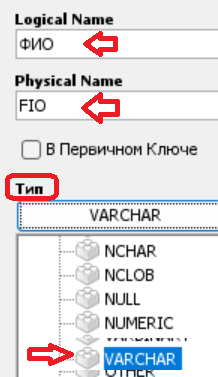 Logical Name
ФИО
Physical Name
FIO
В Первичном Ключе
Тип
VARCHAR
NCHAR
NCLOB
NULL
NUMERIC
VARCHAR
OTHER